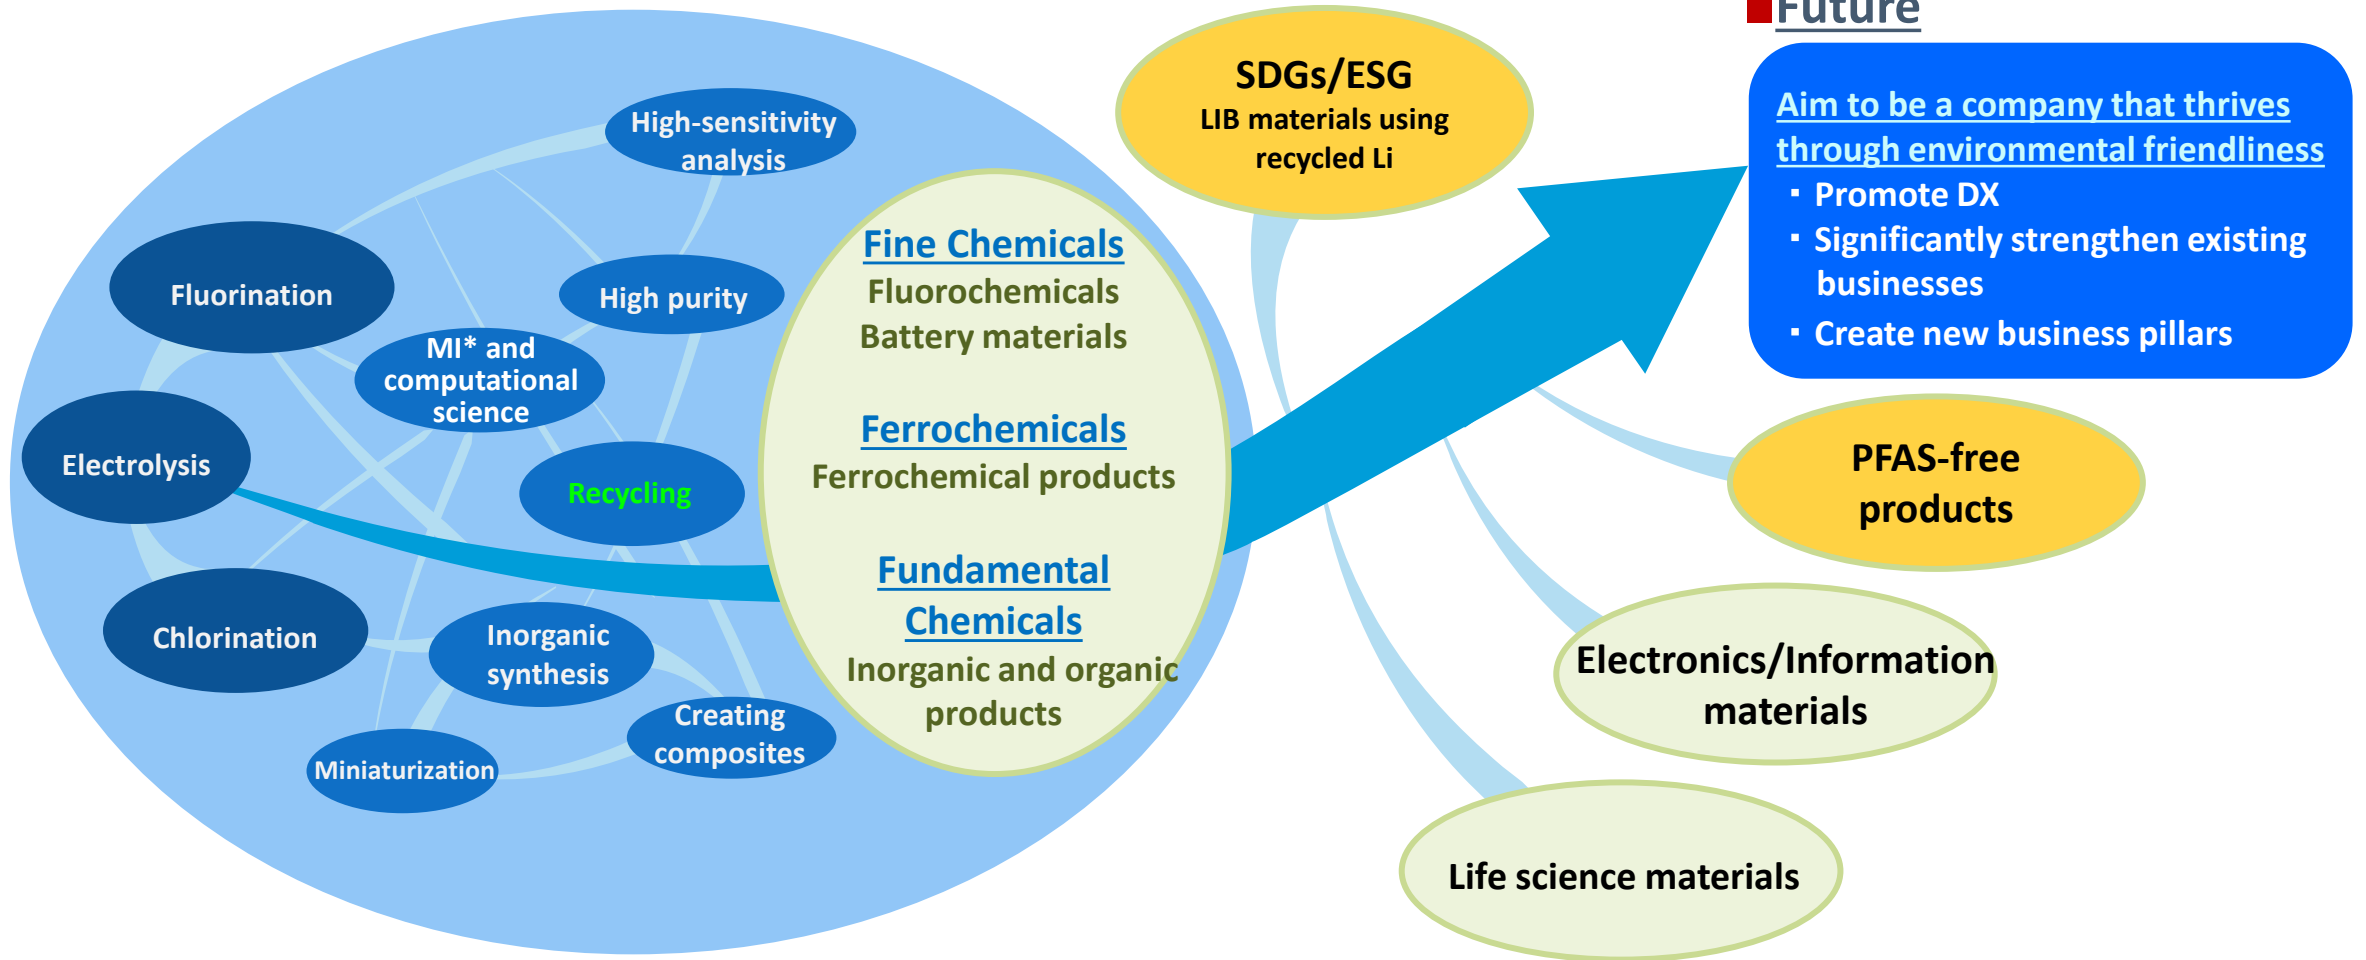 Future
High-sensitivity
analysis
Fluorination
High purity
MI* and
computational
science
Electrolysis
Recycling
Chlorination
Inorganic
synthesis
Creating
composites
Miniaturization
Fine Chemicals
Fluorochemicals
Battery materials
Ferrochemicals
Ferrochemical products
Fundamental
Chemicals
Inorganic and organic
products
SDGs/ESG
LIB materials using
recycled Li
Aim to be a company that thrives
through environmental friendliness
・Promote DX
・Significantly strengthen existing
businesses
・Create new business pillars
PFAS-free
products
Electronics/Information
materials
Life science materials